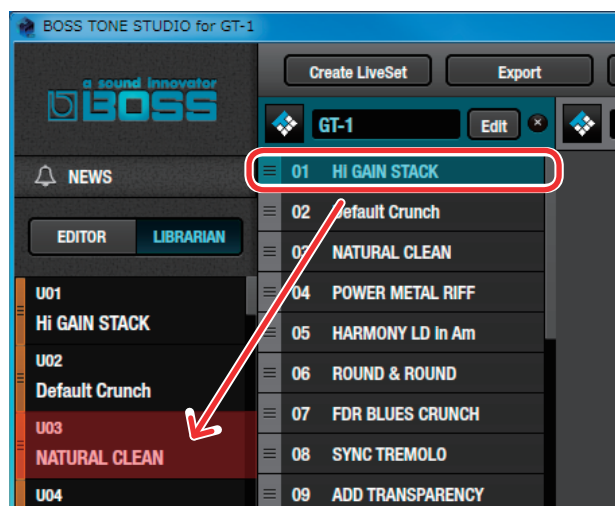 BOSS TONE STUDIO for GT-1
a sound innovator
BOSS
NEWS
EDITOR LIBRARIAN
U01
Hi GAIN STACK
U02
Default Crunch
U03
NATURAL CLEAN
U04
Create LiveSet Export
GT-1 Edit
01 Hi GAIN STACK
02 Default Crunch
03 NATURAL CLEAN
04 POWER METAL RIFF
05 HARMONY LD in Am
06 ROUND & ROUND
07 FDR BLUES CRUNCH
08 SYNC TREMOLO
09 ADD TRANSPARENCY